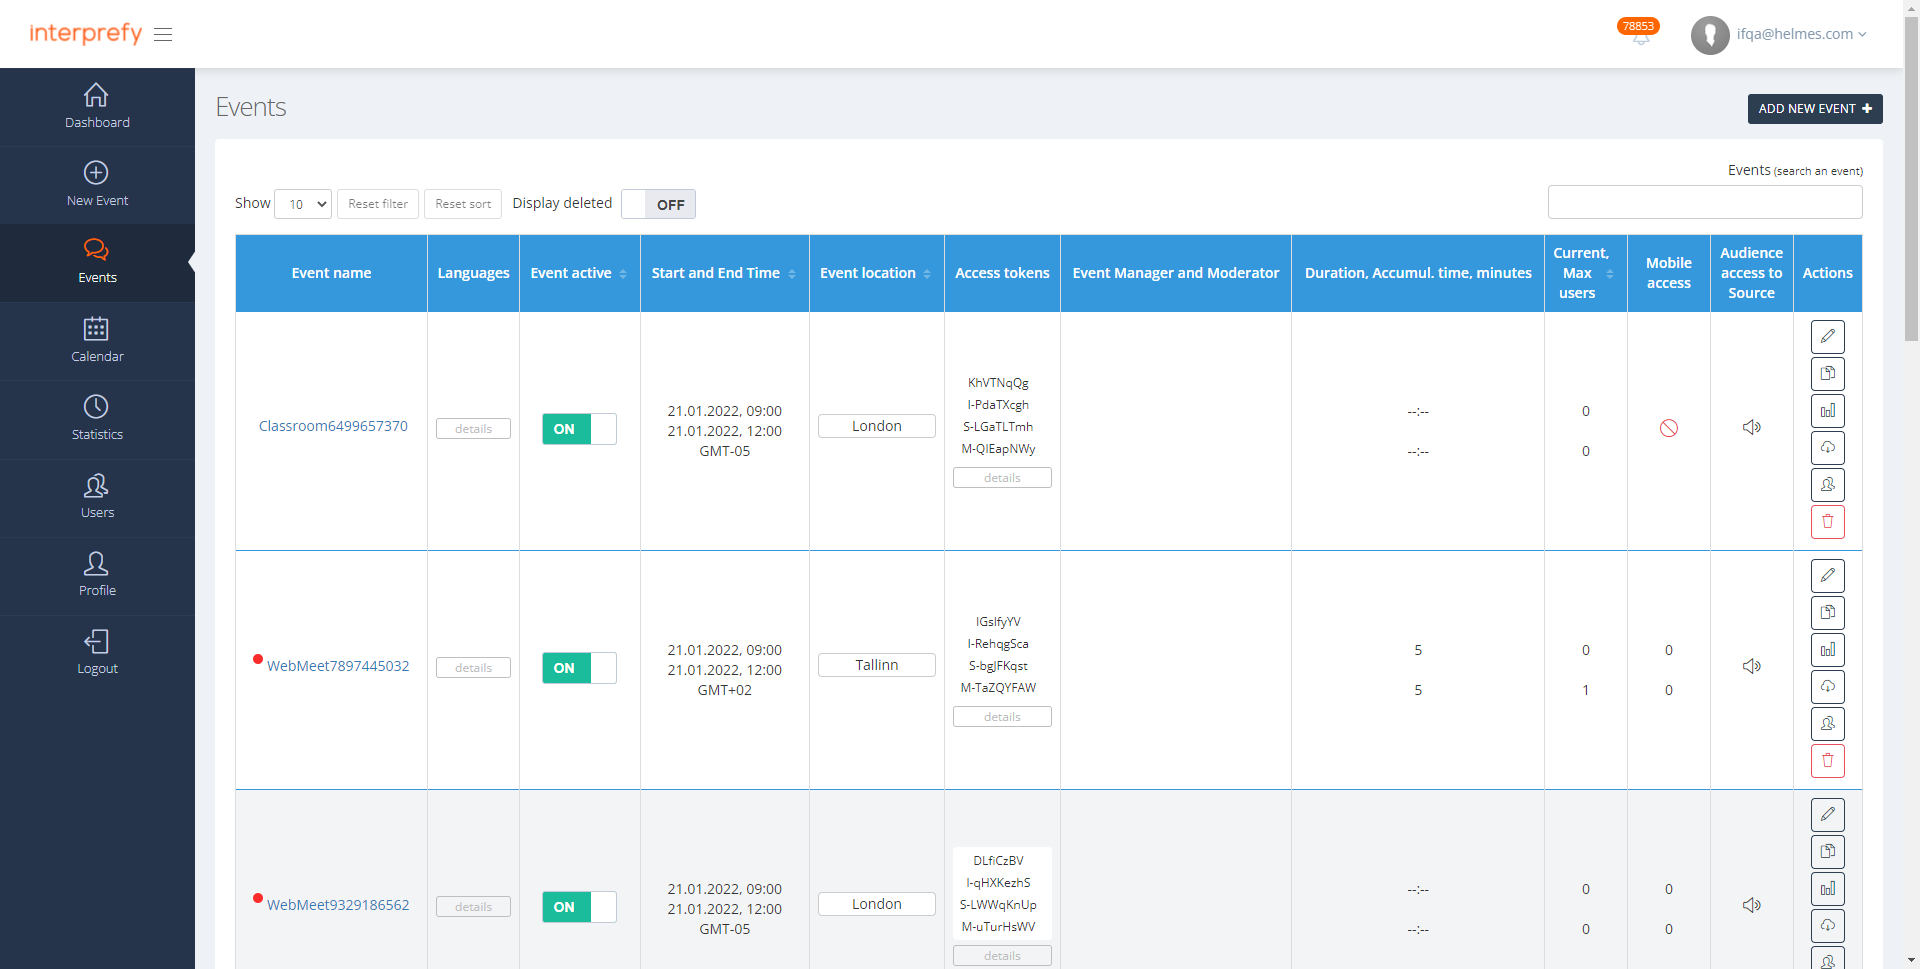 interprefy
78853
ifqa@helmes.com
Dashboard
New Event
Events
Calendar
Statistics
Users
Profile
Logout
Events
ADD NEW EVENT
Events (search an event)
Show 10 Reset filter Reset sort Display deleted OFF
Event name Languages Event active Start and End Time Event location Access tokens Event Manager and Moderator Duration, Accumul. time, minutes Current, Max users Mobile access Audience access to Source Actions
Classroom6499657370
details
ON
21.01.2022, 09:00
21.01.2022, 12:00
GMT-05
London
KhVTNqQg
I-PdaTXcgh
S-LGaTLTmh
M-QIEapNWy
details
--:--
--:--
0
0
WebMeet7897445032
details
ON
21.01.2022, 09:00
21.01.2022, 12:00
GMT+02
Tallinn
IGslfyYV
I-RehqgSca
S-bgJFKqst
M-TaZQYFAW
details
5
5
0
1
0
0
WebMeet9329186562
details
ON
21.01.2022, 09:00
21.01.2022, 12:00
GMT-05
London
DLfiCzBV
I-qHXKezhS
S-LWWqKnUp
M-uTurHsWV
details
--:--
--:--
0
0
0
0